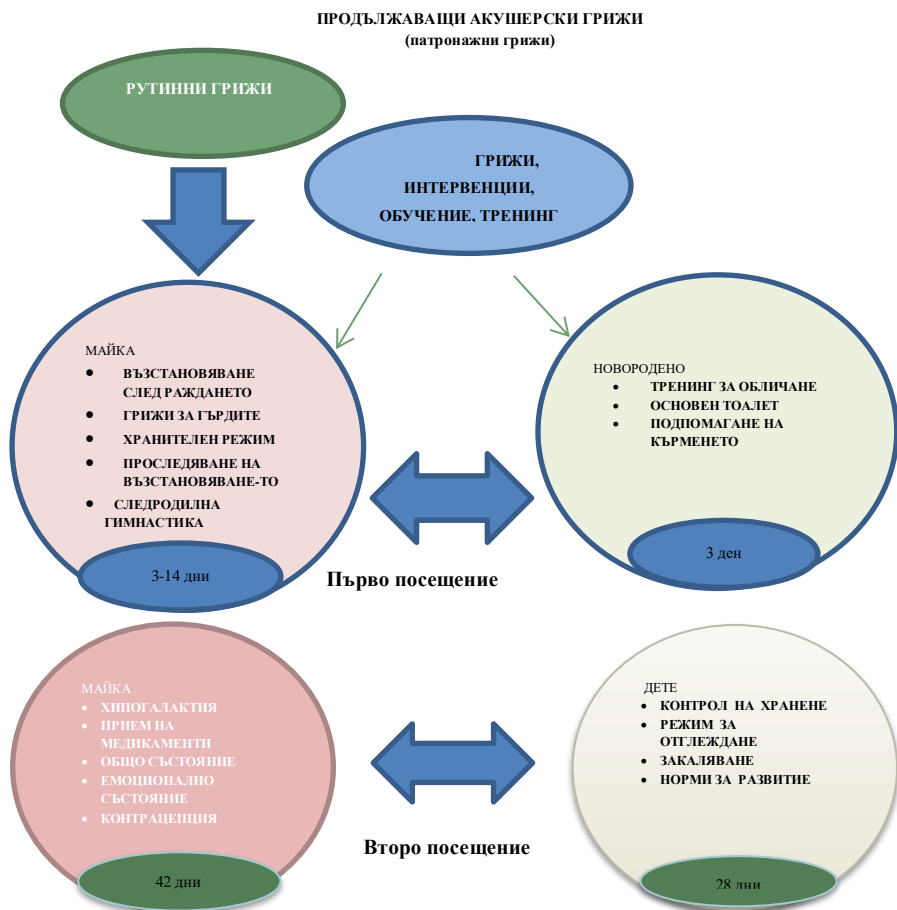 ПРОДЪЛЖАВАЩИ АКУШЕРСКИ ГРИЖИ
(патронажни грижи)
РУТИННИ ГРИЖИ
ГРИЖИ,
ИНТЕРВЕНЦИИ,
ОБУЧЕНИЕ, ТРЕНИНГ
МАЙКА
• ВЪЗСТАНОВЯВАНЕ
СЛЕД РАЖДАНЕТО
• ГРИЖИ ЗА ГЪРДИТЕ
• ХРАНИТЕЛЕН РЕЖИМ
• ПРОСЛЕДЯВАНЕ НА
ВЪЗСТАНОВЯВАНЕ-ТО
• СЛЕДРОДИЛНА
ГИМНАСТИКА
3-14 дни
НОВОРОДЕНО
• ТРЕНИНГ ЗА ОБЛИЧАНЕ
• ОСНОВЕН ТОАЛЕТ
• ПОДПОМАГАНЕ НА
КЪРМЕНЕТО
3 ден
Първо посещение
МАЙКА
• ХИПОГАЛАКТИЯ
• ПРИЕМ НА
МЕДИКАМЕНТИ
• ОБЩО СЪСТОЯНИЕ
• ЕМОЦИОНАЛНО
СЪСТОЯНИЕ
• КОНТРАЦЕПЦИЯ
42 дни
ДЕТЕ
• КОНТРОЛ НА ХРАНЕНЕ
• РЕЖИМ ЗА
ОТГЛЕЖДАНЕ
• ЗАКАЛЯВАНЕ
• НОРМИ ЗА РАЗВИТИЕ
28 дни
Второ посещение